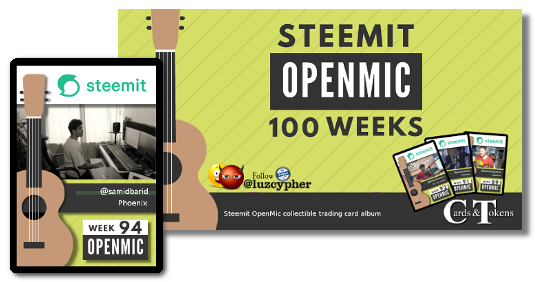 STEEMIT
OPENMIC
100 WEEKS
Follow
@luzcypher
Steemit OpenMic collectible trading card album
Cards & Tokens
steemit
@samidbarid
Phoenix
WEEK 94
OPENMIC